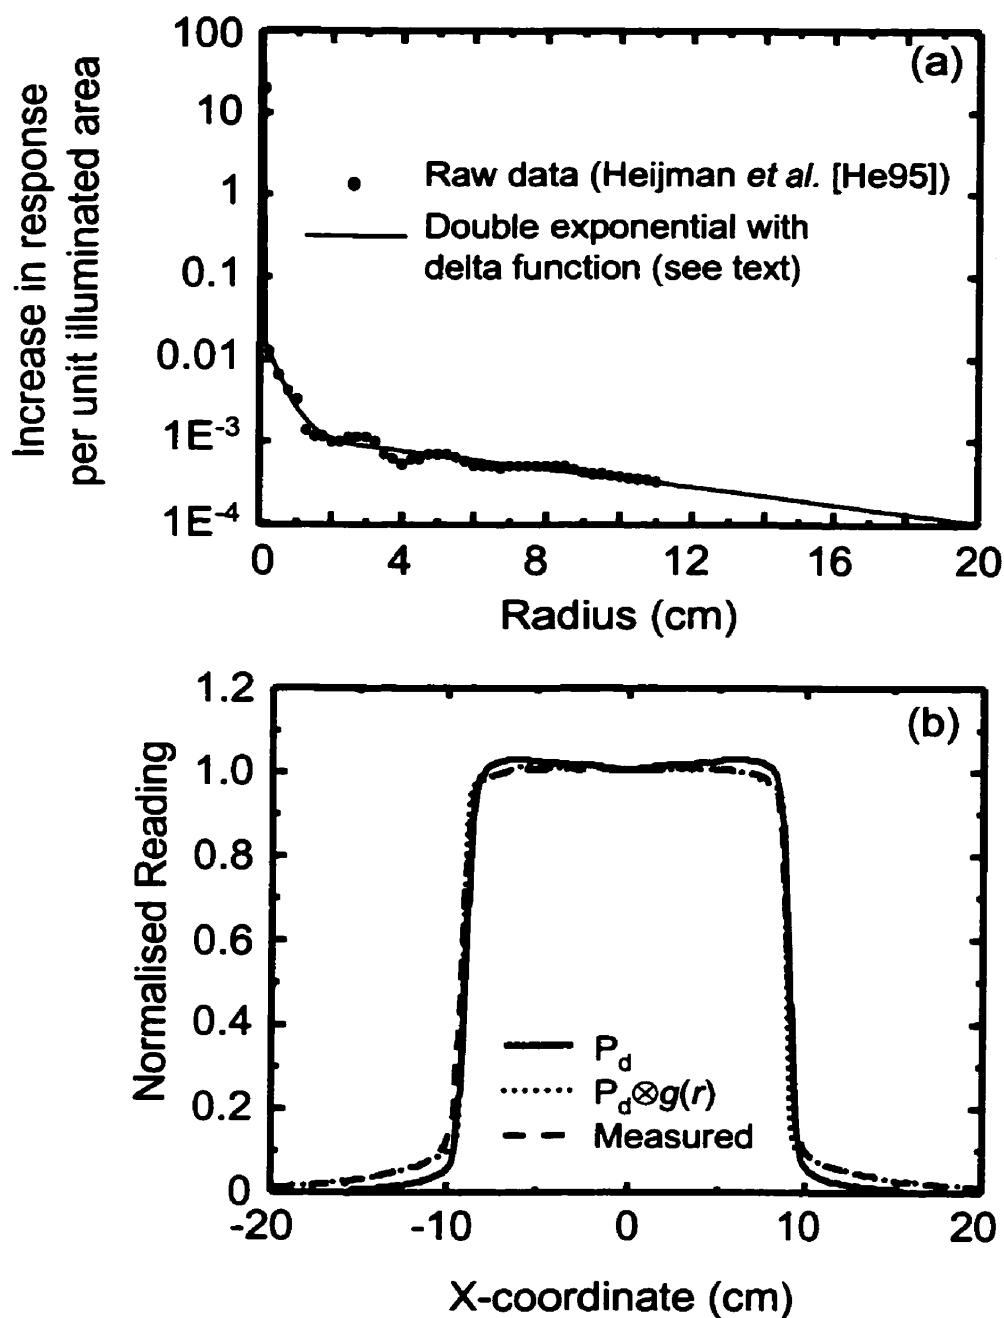 (a)
100
10
1
0.1
0.01
1E-3
1E-4
Increase in response
per unit illuminated area
Raw data (Heijman et al. [He95])
Double exponential with
delta function (see text)
0 4 8 12 16 20
Radius (cm)
(b)
1.2
1.0
0.8
0.6
0.4
0.2
0
Normalised Reading
Pd
Pd⊗g(r)
Measured
-20 -10 0 10 20
X-coordinate (cm)